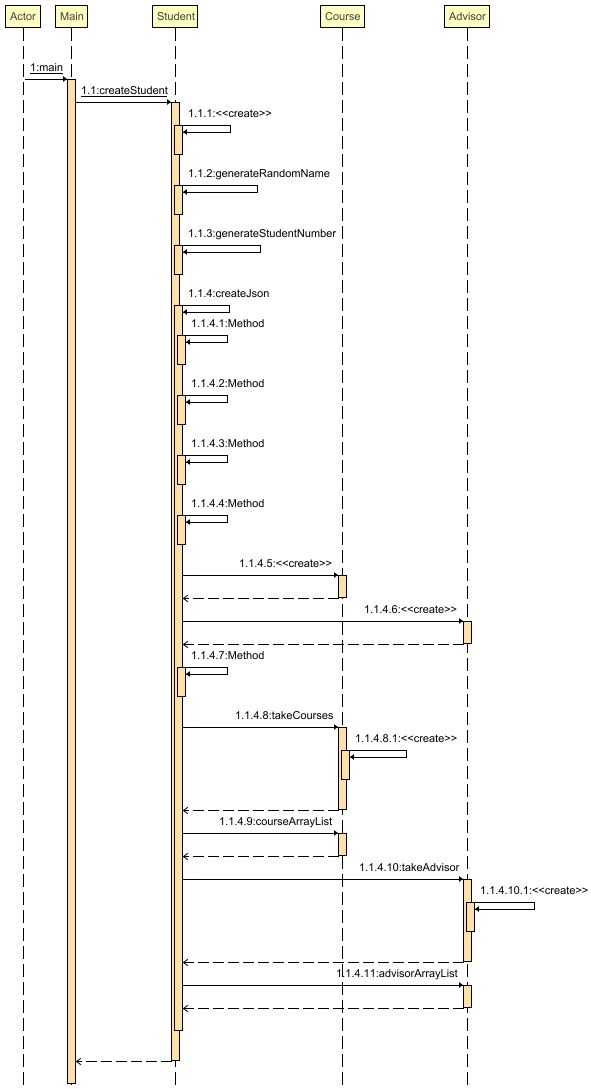 Actor Main Student Course Advisor
1:main
1.1:createStudent
1.1.1:<<create>>
1.1.2:generateRandomName
1.1.3:generateStudentNumber
1.1.4:createJson
1.1.4.1:Method
1.1.4.2:Method
1.1.4.3:Method
1.1.4.4:Method
1.1.4.5:<<create>>
1.1.4.6:<<create>>
1.1.4.7:Method
1.1.4.8:takeCourses
1.1.4.8.1:<<create>>
1.1.4.9:courseArrayList
1.1.4.10:takeAdvisor
1.1.4.10.1:<<create>>
1.1.4.11:advisorArrayList